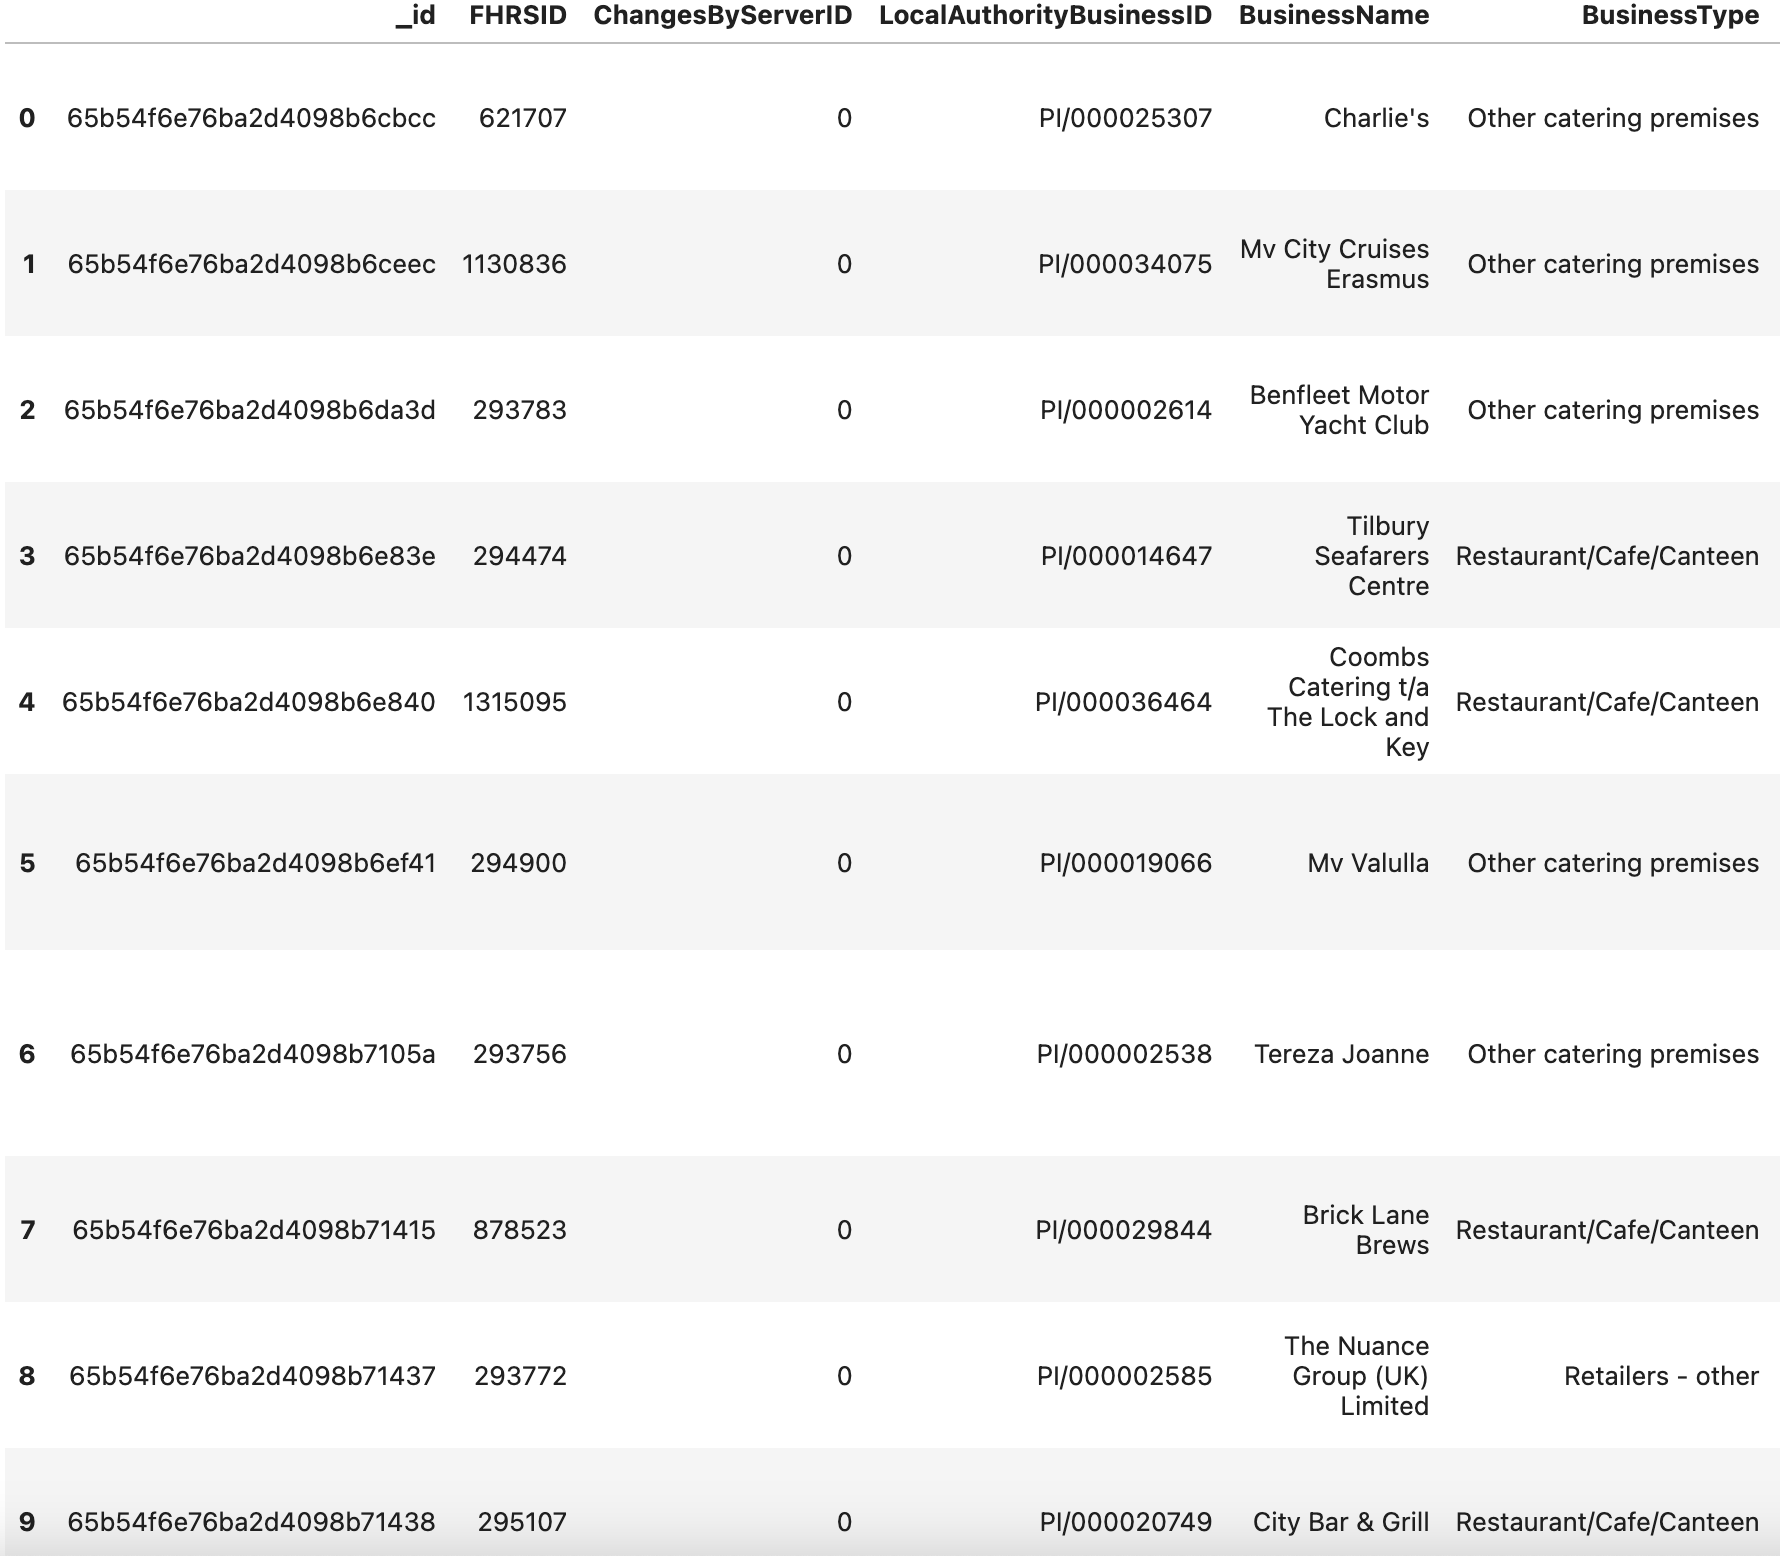 _id FHRSID ChangesByServerID LocalAuthorityBusinessID BusinessName BusinessType
0 65b54f6e76ba2d4098b6cbcc 621707 0 PI/000025307 Charlie's Other catering premises
1 65b54f6e76ba2d4098b6ceec 1130836 0 PI/000034075 Mv City Cruises Erasmus Other catering premises
2 65b54f6e76ba2d4098b6da3d 293783 0 PI/000002614 Benfleet Motor Yacht Club Other catering premises
3 65b54f6e76ba2d4098b6e83e 294474 0 PI/000014647 Tilbury Seafarers Centre Restaurant/Cafe/Canteen
4 65b54f6e76ba2d4098b6e840 1315095 0 PI/000036464 Coombs Catering t/a The Lock and Key Restaurant/Cafe/Canteen
5 65b54f6e76ba2d4098b6ef41 294900 0 PI/000019066 Mv Valulla Other catering premises
6 65b54f6e76ba2d4098b7105a 293756 0 PI/000002538 Tereza Joanne Other catering premises
7 65b54f6e76ba2d4098b71415 878523 0 PI/000029844 Brick Lane Brews Restaurant/Cafe/Canteen
8 65b54f6e76ba2d4098b71437 293772 0 PI/000002585 The Nuance Group (UK) Limited Retailers - other
9 65b54f6e76ba2d4098b71438 295107 0 PI/000020749 City Bar & Grill Restaurant/Cafe/Canteen